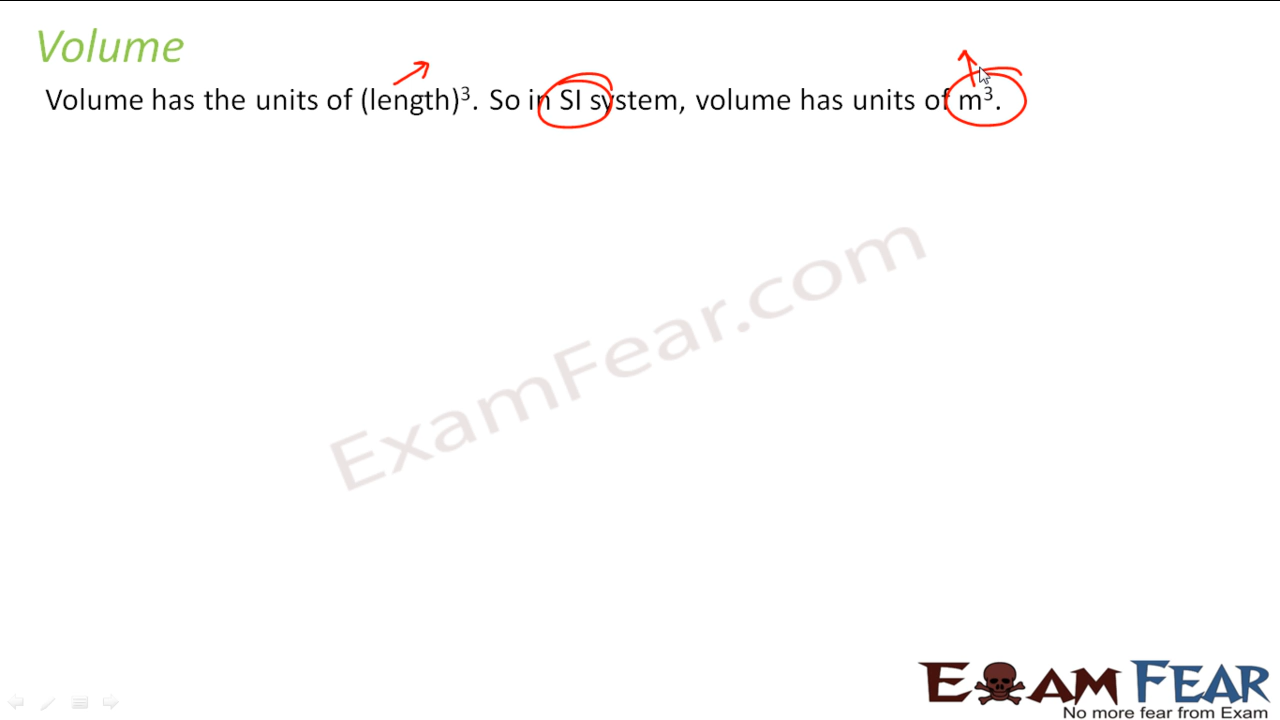 Volume
Volume has the units of (length)³. So in SI system, volume has units of m³.
ExamFear.com
EXAM FEAR
No more fear from Exam